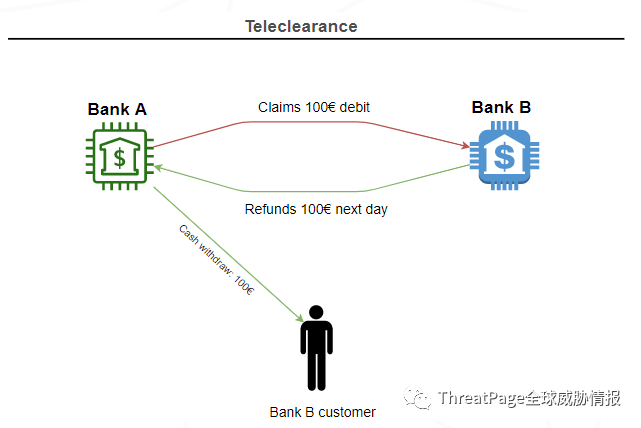 Teleclearance
Bank A
Claims 100€ debit
Bank B
$
$
Refunds 100€ next day
Cash withdraw: 100€
ThreatPage全球威胁情报
Bank B customer